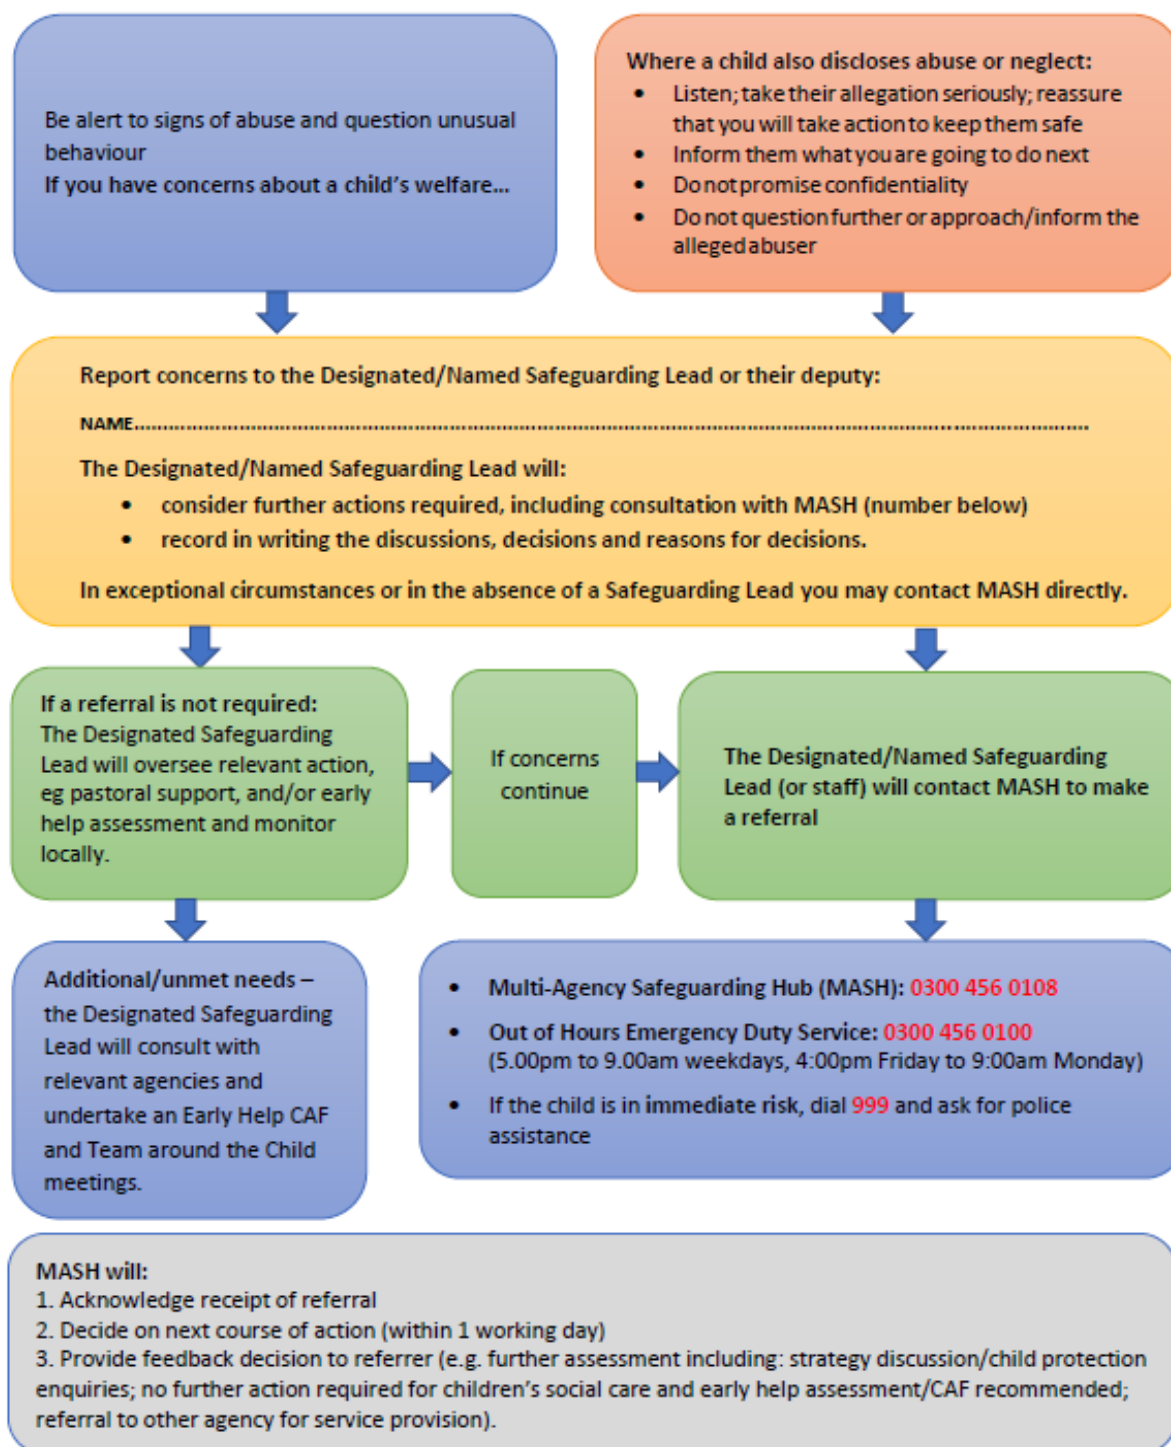 Be alert to signs of abuse and question unusual
behaviour
If you have concerns about a child's welfare...
Where a child also discloses abuse or neglect:
• Listen; take their allegation seriously; reassure
that you will take action to keep them safe
• Inform them what you are going to do next
• Do not promise confidentiality
• Do not question further or approach/inform the
alleged abuser
Report concerns to the Designated/Named Safeguarding Lead or their deputy:
NAME........................................................................................................................................................
The Designated/Named Safeguarding Lead will:
• consider further actions required, including consultation with MASH (number below)
• record in writing the discussions, decisions and reasons for decisions.
In exceptional circumstances or in the absence of a Safeguarding Lead you may contact MASH directly.
If a referral is not required:
The Designated Safeguarding
Lead will oversee relevant action,
eg pastoral support, and/or early
help assessment and monitor
locally.
If concerns
continue
The Designated/Named Safeguarding
Lead (or staff) will contact MASH to make
a referral
Additional/unmet needs –
the Designated Safeguarding
Lead will consult with
relevant agencies and
undertake an Early Help CAF
and Team around the Child
meetings.
• Multi-Agency Safeguarding Hub (MASH): 0300 456 0108
• Out of Hours Emergency Duty Service: 0300 456 0100
(5.00pm to 9.00am weekdays, 4:00pm Friday to 9:00am Monday)
• If the child is in immediate risk, dial 999 and ask for police
assistance
MASH will:
1. Acknowledge receipt of referral
2. Decide on next course of action (within 1 working day)
3. Provide feedback decision to referrer (e.g. further assessment including: strategy discussion/child protection
enquiries; no further action required for children's social care and early help assessment/CAF recommended;
referral to other agency for service provision).